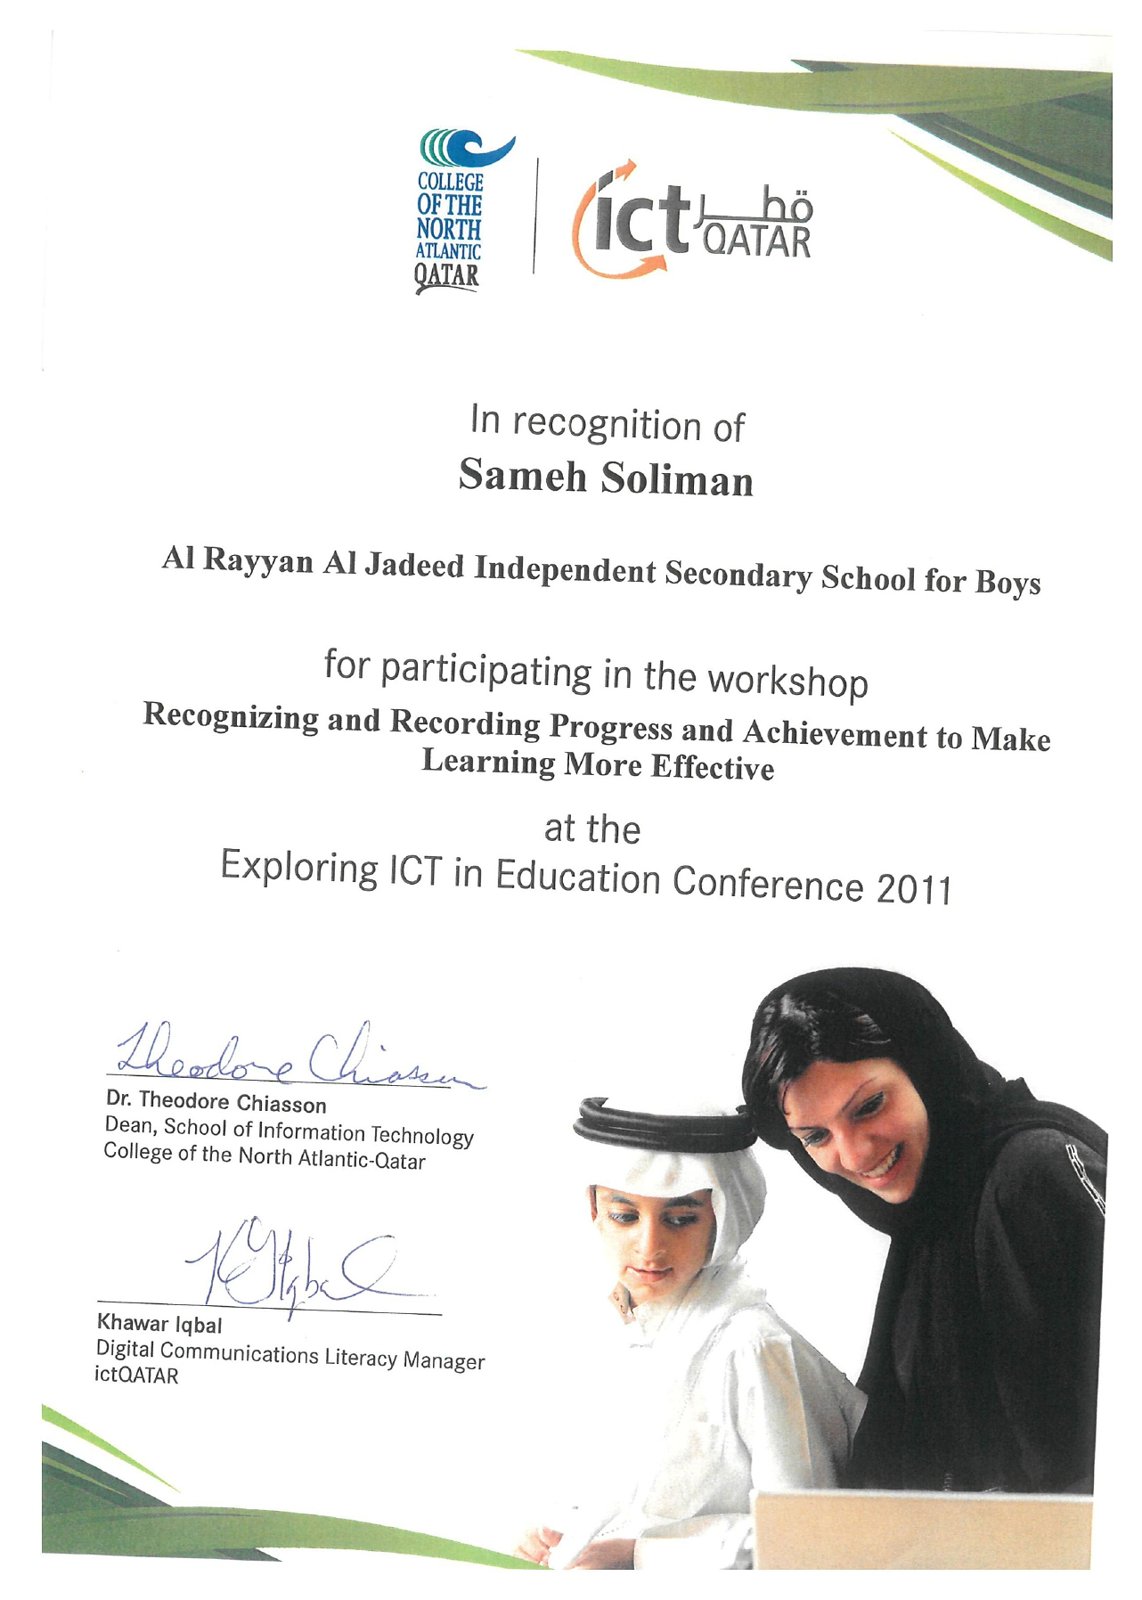 COLLEGE
OF THE
NORTH
ATLANTIC
QATAR
ict قطر
QATAR
In recognition of
Sameh Soliman
Al Rayyan Al Jadeed Independent Secondary School for Boys
for participating in the workshop
Recognizing and Recording Progress and Achievement to Make
Learning More Effective
at the
Exploring ICT in Education Conference 2011
Theodore Chiasson
Dr. Theodore Chiasson
Dean, School of Information Technology
College of the North Atlantic-Qatar
K Iqbal
Khawar Iqbal
Digital Communications Literacy Manager
ictQATAR